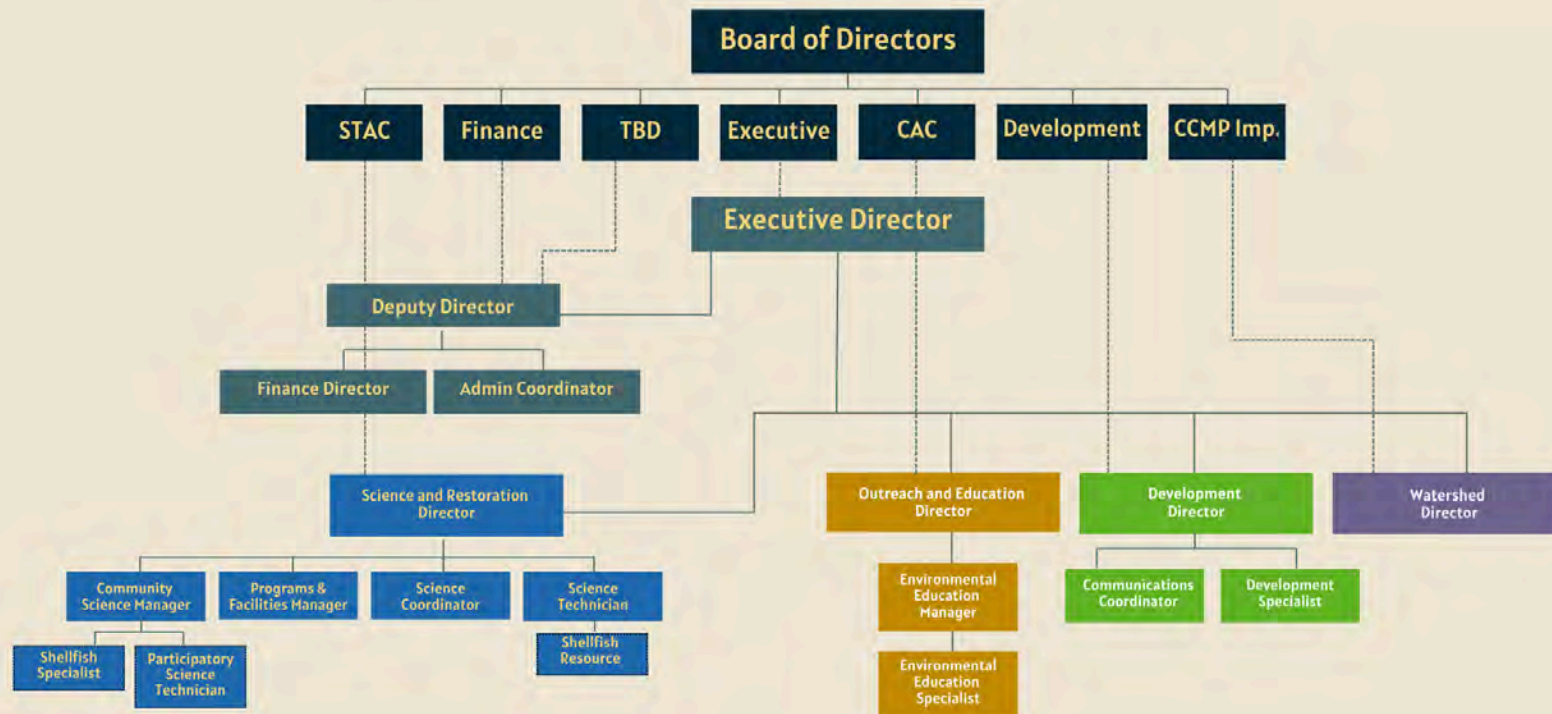 Board of Directors
STAC
Finance
TBD
Executive
CAC
Development
CCMP Imp.
Executive Director
Deputy Director
Finance Director
Admin Coordinator
Science and Restoration
Director
Outreach and Education
Director
Development
Director
Watershed
Director
Community
Science Manager
Programs &
Facilities Manager
Science
Coordinator
Science
Technician
Environmental
Education
Manager
Communications
Coordinator
Development
Specialist
Shellfish
Specialist
Participatory
Science
Technician
Shellfish
Resource
Environmental
Education
Specialist